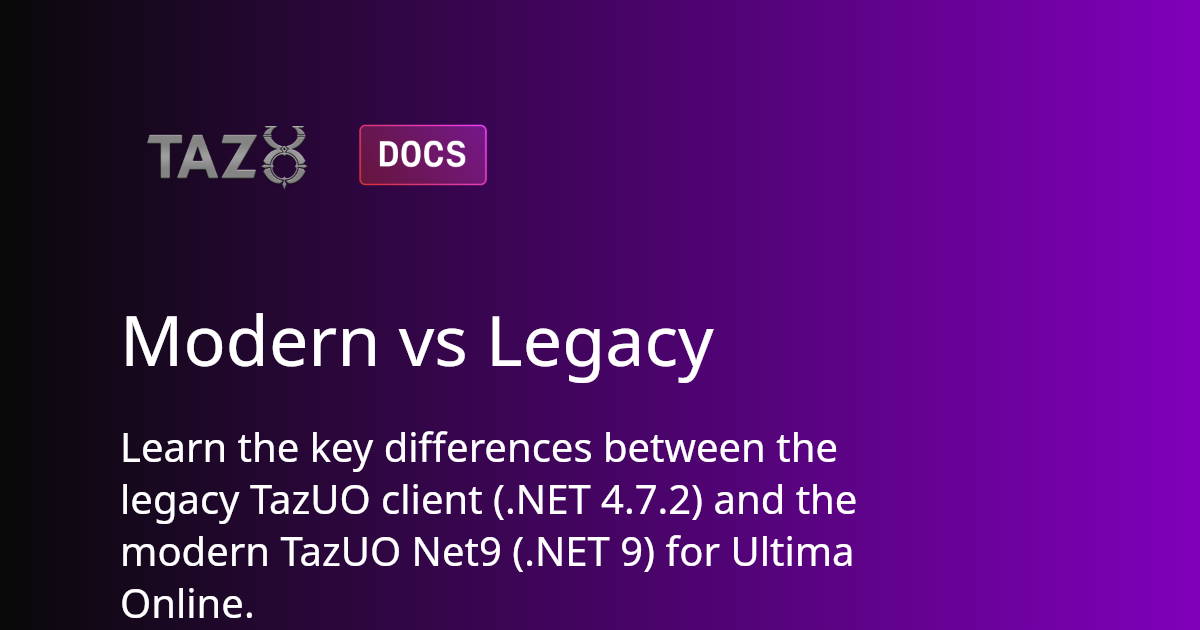 TAZUO
DOCS
Modern vs Legacy
Learn the key differences between the
legacy TazUO client (.NET 4.7.2) and the
modern TazUO Net9 (.NET 9) for Ultima
Online.